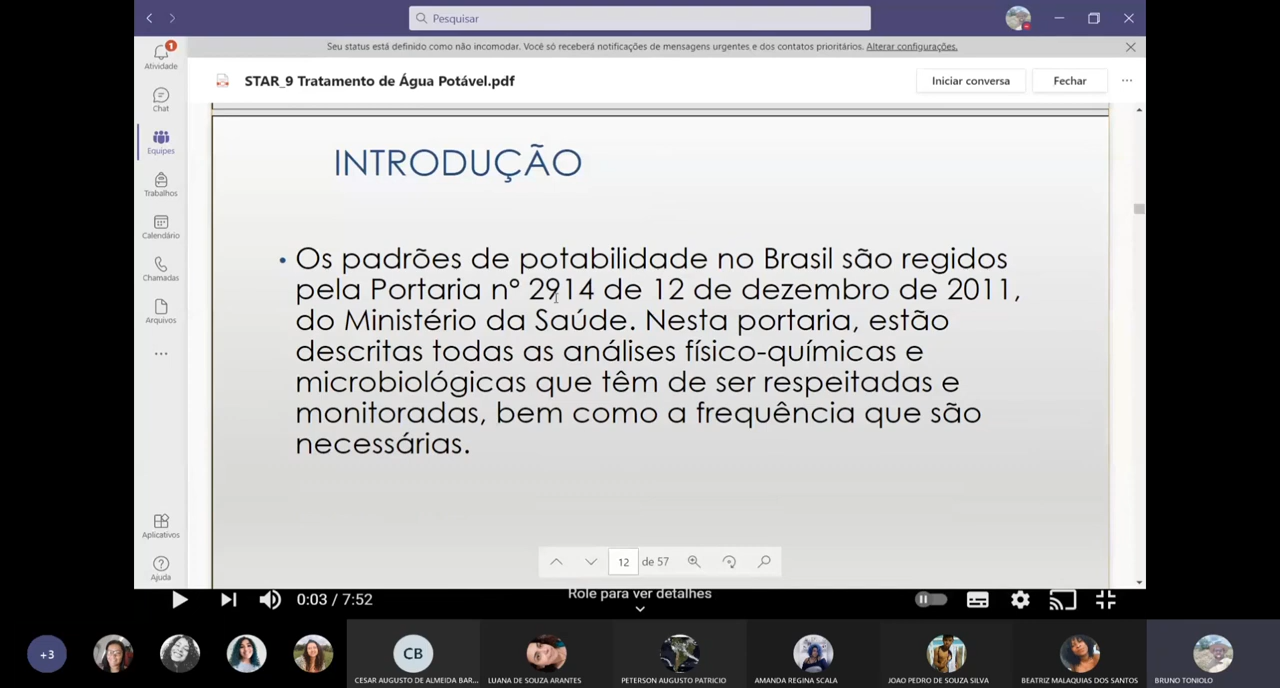 Pesquisar
Seu status está definido como não incomodar. Você só receberá notificações de mensagens urgentes e dos contatos prioritários. Alterar configurações.
1
Atividade
Chat
Equipes
Trabalhos
Calendário
Chamadas
Arquivos
Aplicativos
Ajuda
STAR_9 Tratamento de Água Potável.pdf
Iniciar conversa
Fechar
INTRODUÇÃO
• Os padrões de potabilidade no Brasil são regidos
pela Portaria nº 2914 de 12 de dezembro de 2011,
do Ministério da Saúde. Nesta portaria, estão
descritas todas as análises físico-químicas e
microbiológicas que têm de ser respeitadas e
monitoradas, bem como a frequência que são
necessárias.
12 de 57
0:03 / 7:52
Role para ver detalhes
+3
CB
CESAR AUGUSTO DE ALMEIDA BAR...
LUANA DE SOUZA ARANTES
PETERSON AUGUSTO PATRICIO
AMANDA REGINA SCALA
JOAO PEDRO DE SOUZA SILVA
BEATRIZ MALAQUIAS DOS SANTOS
BRUNO TONIOLO